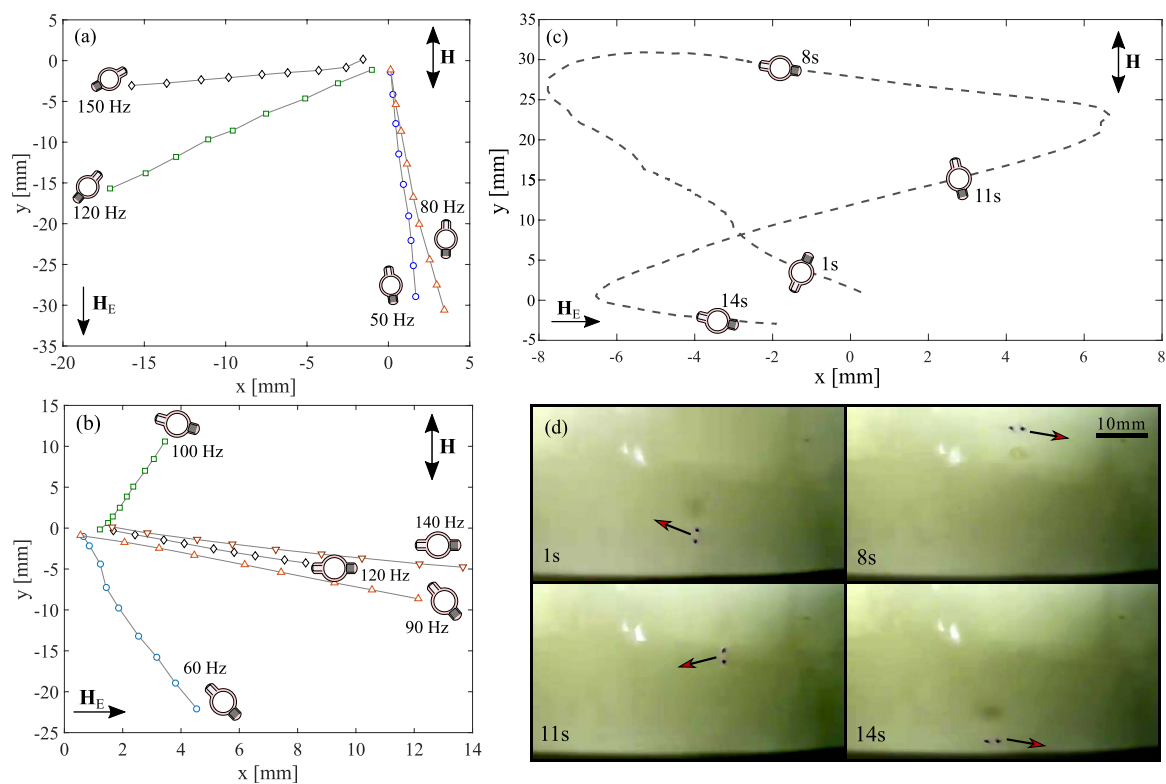 (a)
H
5
0
-5
-10
-15
-20
-25
-30
-35
y [mm]
150 Hz
120 Hz
80 Hz
50 Hz
H_E
-20 -15 -10 -5 0 5
x [mm]
(b)
H
15
10
5
0
-5
-10
-15
-20
-25
y [mm]
100 Hz
140 Hz
120 Hz
90 Hz
60 Hz
H_E
0 2 4 6 8 10 12 14
x [mm]
(c)
H
35
30
25
20
15
10
5
0
-5
y [mm]
8s
11s
1s
14s
H_E
-8 -6 -4 -2 0 2 4 6 8
x [mm]
(d)
10mm
1s
8s
11s
14s